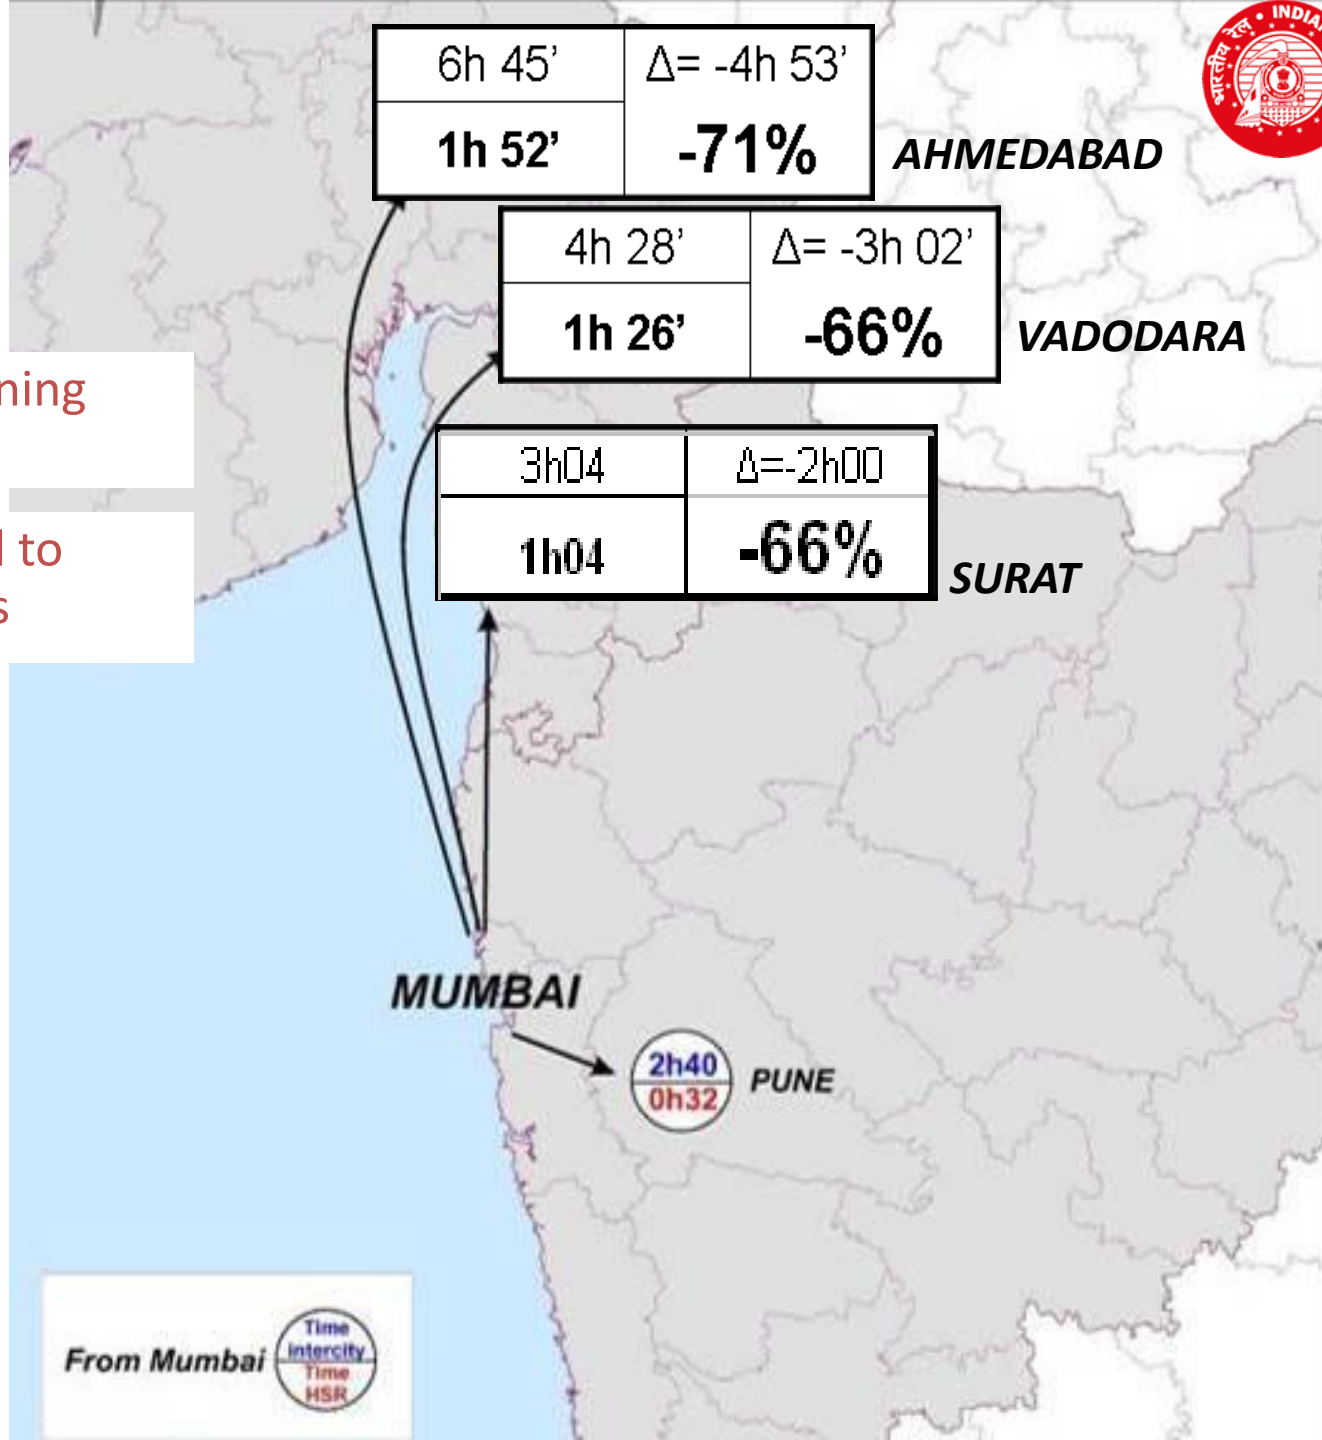 6h 45’ Δ= -4h 53’
1h 52’ -71%
AHMEDABAD
भारतीय रेल • INDIA
4h 28’ Δ= -3h 02’
1h 26’ -66%
VADODARA
ning
3h04 Δ=-2h00
1h04 -66%
SURAT
to
s
MUMBAI
2h40
0h32
PUNE
From Mumbai
Time
intercity
Time
HSR